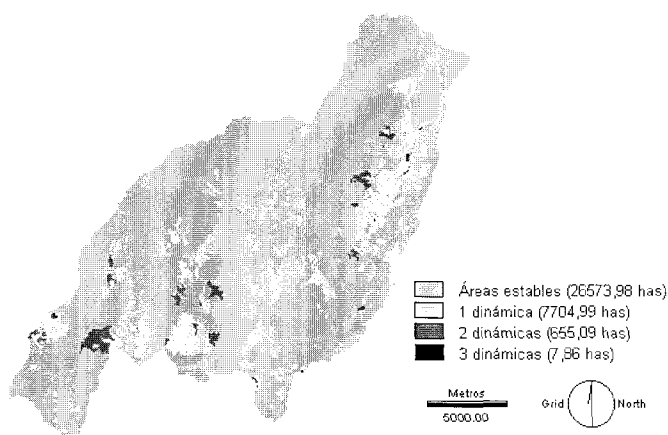 Áreas estables (26573,98 has)
1 dinámica (7704,99 has)
2 dinámicas (655,09 has)
3 dinámicas (7,86 has)
Metros
5000.00
Grid North